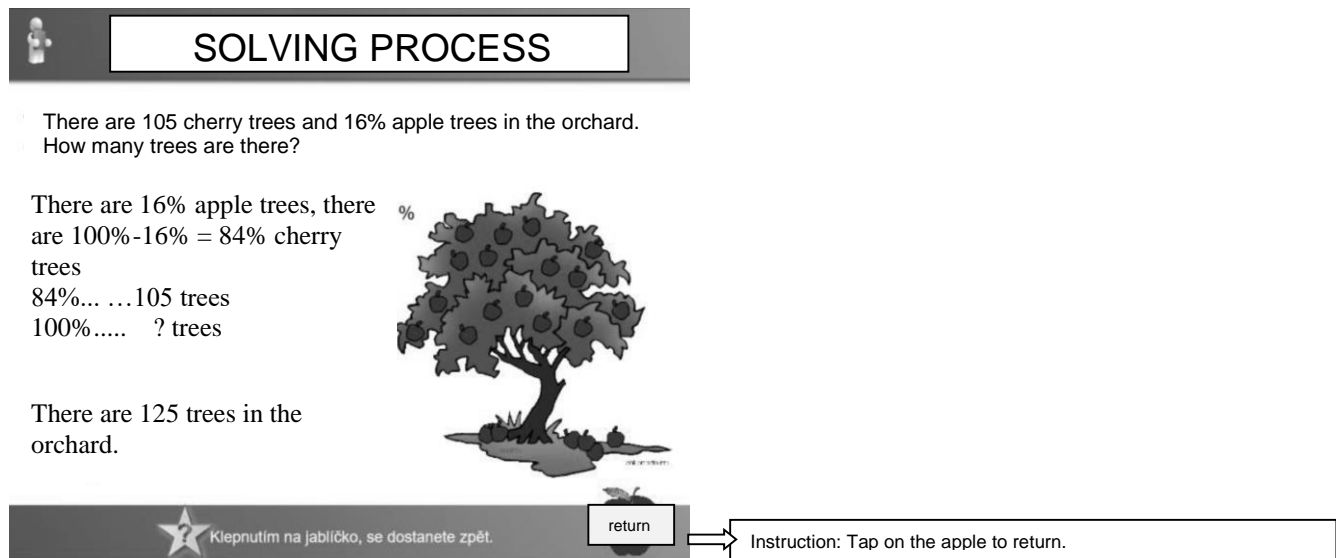 SOLVING PROCESS
There are 105 cherry trees and 16% apple trees in the orchard.
How many trees are there?
There are 16% apple trees, there
are 100%-16% = 84% cherry
trees
84%... …105 trees
100%..... ? trees
%
There are 125 trees in the
orchard.
? Klepnutím na jablíčko, se dostanete zpět.
return
Instruction: Tap on the apple to return.